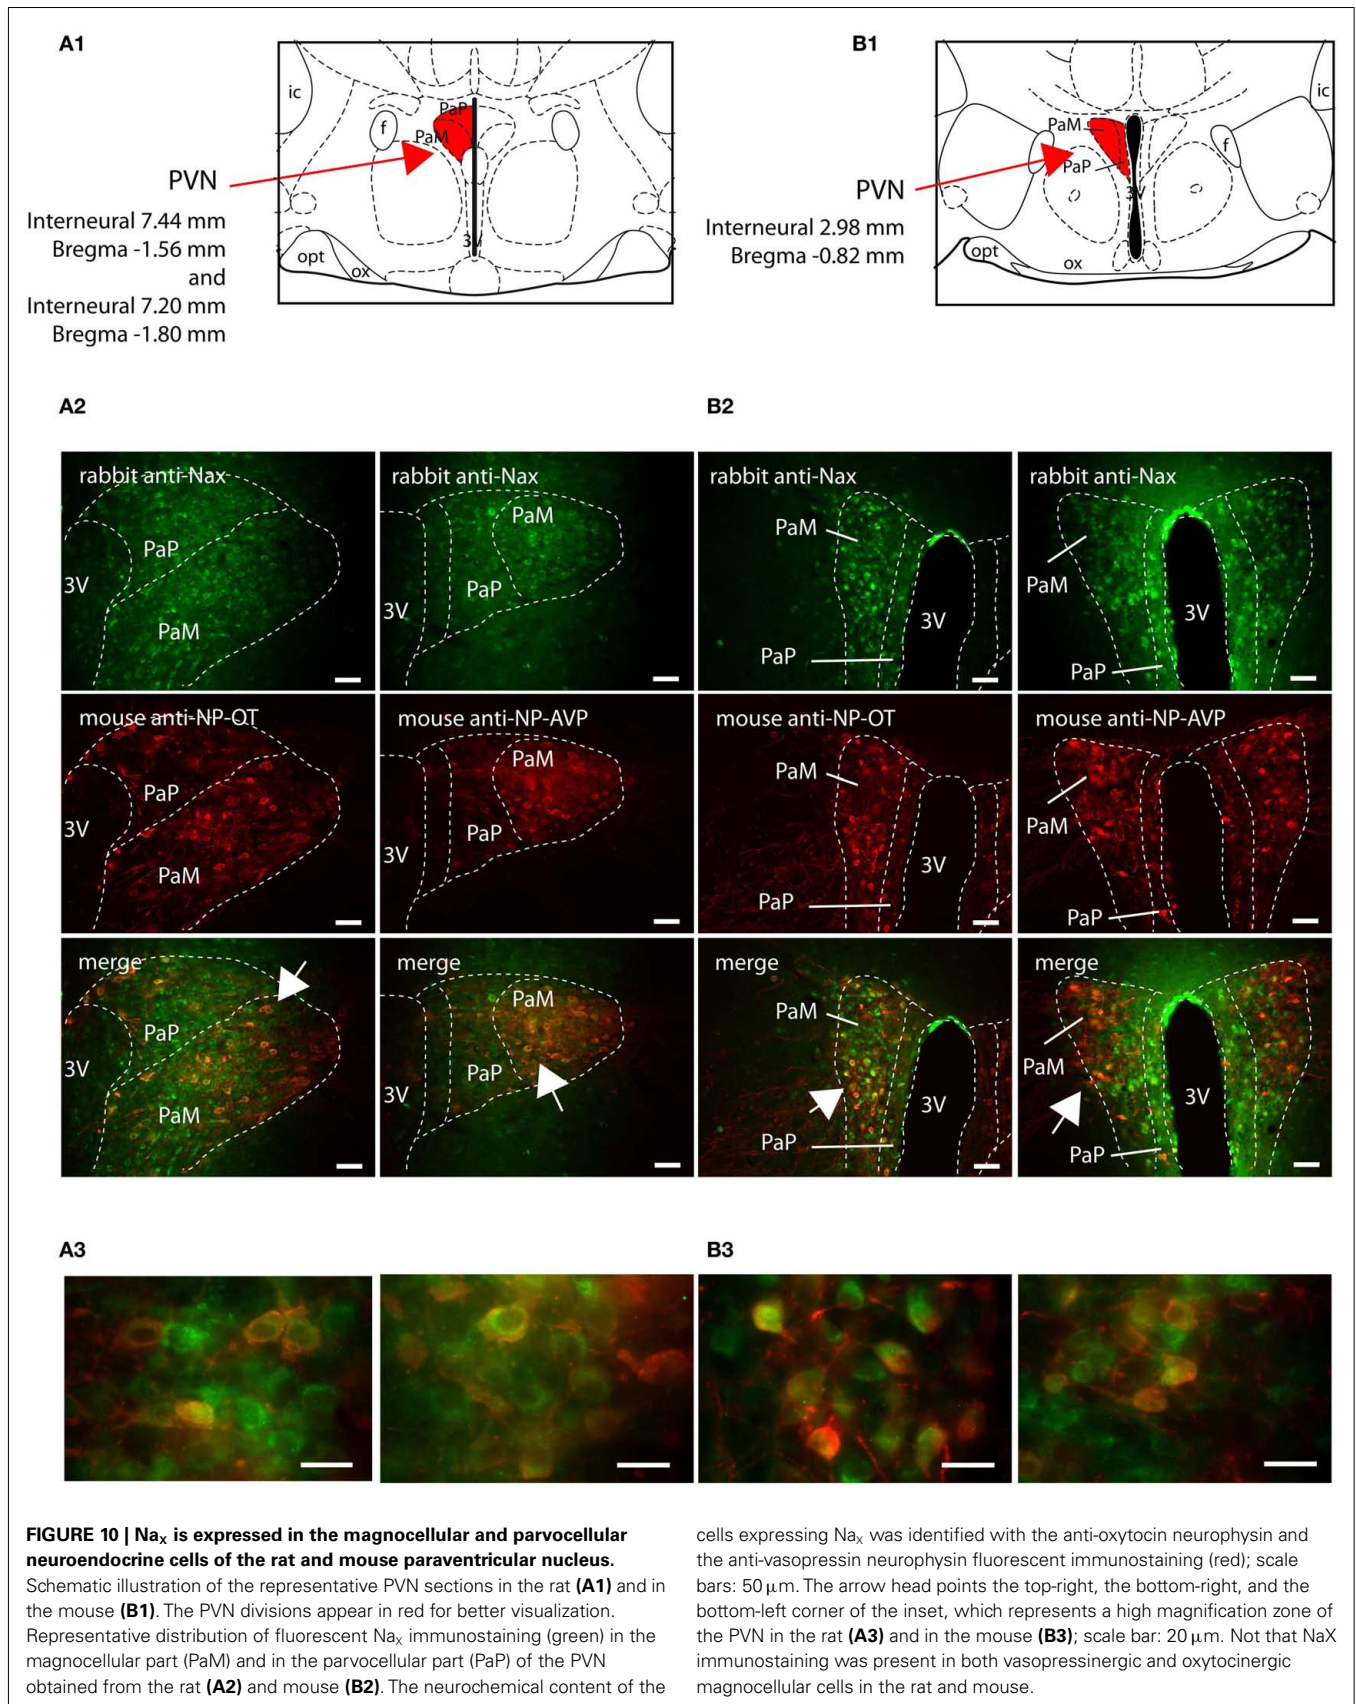 A1
B1
ic
f
PaP
PaM
3V
opt
ox
PVN
Interneural 7.44 mm
Bregma -1.56 mm
and
Interneural 7.20 mm
Bregma -1.80 mm
ic
f
PaM
PaP
3V
opt
ox
PVN
Interneural 2.98 mm
Bregma -0.82 mm
A2
B2
rabbit anti-Nax
PaP
3V
PaM
rabbit anti-Nax
PaM
PaP
3V
rabbit anti-Nax
PaM
3V
PaP
rabbit anti-Nax
PaM
3V
PaP
mouse anti-NP-OT
PaP
3V
PaM
mouse anti-NP-AVP
PaM
PaP
3V
mouse anti-NP-OT
PaM
3V
PaP
mouse anti-NP-AVP
PaM
3V
PaP
merge
PaP
3V
PaM
merge
PaM
PaP
3V
merge
PaM
3V
PaP
merge
PaM
3V
PaP
A3
B3
FIGURE 10 | NaX is expressed in the magnocellular and parvocellular
neuroendocrine cells of the rat and mouse paraventricular nucleus.
Schematic illustration of the representative PVN sections in the rat (A1) and in
the mouse (B1). The PVN divisions appear in red for better visualization.
Representative distribution of fluorescent NaX immunostaining (green) in the
magnocellular part (PaM) and in the parvocellular part (PaP) of the PVN
obtained from the rat (A2) and mouse (B2). The neurochemical content of the
cells expressing NaX was identified with the anti-oxytocin neurophysin and
the anti-vasopressin neurophysin fluorescent immunostaining (red); scale
bars: 50 μm. The arrow head points the top-right, the bottom-right, and the
bottom-left corner of the inset, which represents a high magnification zone of
the PVN in the rat (A3) and in the mouse (B3); scale bar: 20 μm. Not that NaX
immunostaining was present in both vasopressinergic and oxytocinergic
magnocellular cells in the rat and mouse.